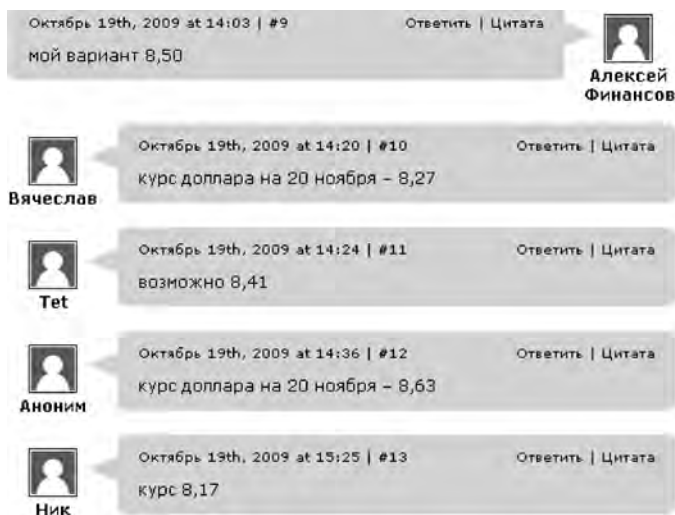 Октябрь 19th, 2009 at 14:03 | #9 Ответить | Цитата
мой вариант 8,50
Алексей
Финансов
Октябрь 19th, 2009 at 14:20 | #10 Ответить | Цитата
курс доллара на 20 ноября – 8,27
Вячеслав
Октябрь 19th, 2009 at 14:24 | #11 Ответить | Цитата
возможно 8,41
Tet
Октябрь 19th, 2009 at 14:36 | #12 Ответить | Цитата
курс доллара на 20 ноября – 8,63
Аноним
Октябрь 19th, 2009 at 15:25 | #13 Ответить | Цитата
курс 8,17
Ник